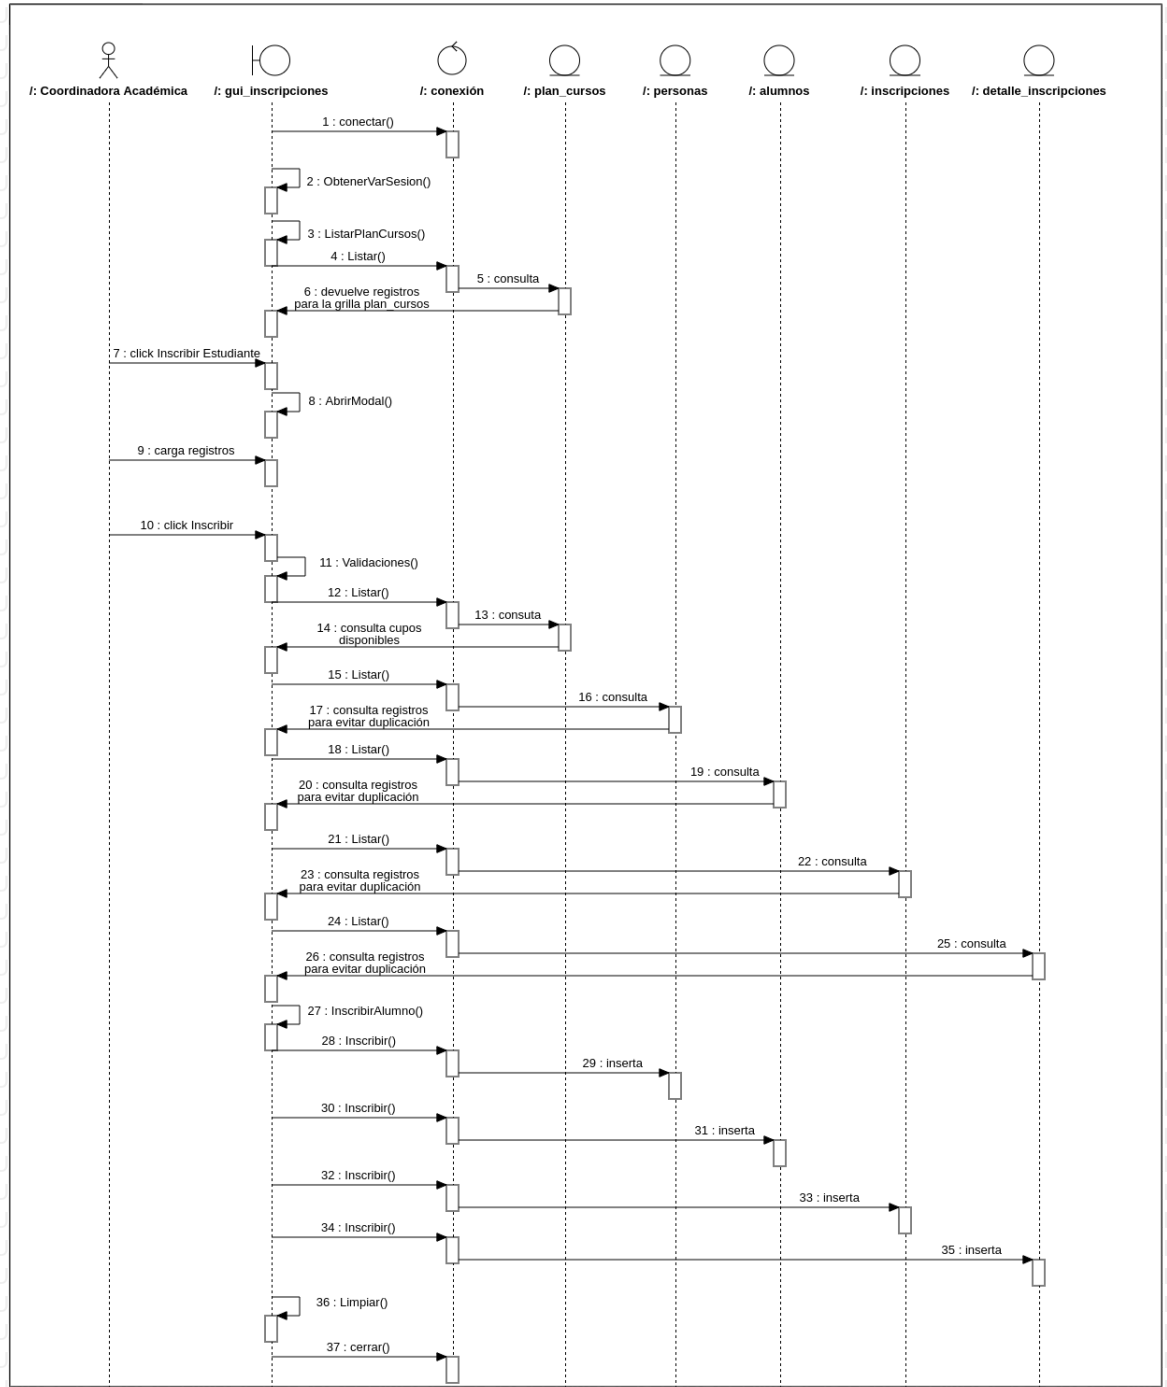 /: Coordinadora Académica
/: gui_inscripciones
/: conexión
/: plan_cursos
/: personas
/: alumnos
/: inscripciones
/: detalle_inscripciones
1 : conectar()
2 : ObtenerVarSesion()
3 : ListarPlanCursos()
4 : Listar()
5 : consulta
6 : devuelve registros
para la grilla plan_cursos
7 : click Inscribir Estudiante
8 : AbrirModal()
9 : carga registros
10 : click Inscribir
11 : Validaciones()
12 : Listar()
13 : consuta
14 : consulta cupos
disponibles
15 : Listar()
16 : consulta
17 : consulta registros
para evitar duplicación
18 : Listar()
19 : consulta
20 : consulta registros
para evitar duplicación
21 : Listar()
22 : consulta
23 : consulta registros
para evitar duplicación
24 : Listar()
25 : consulta
26 : consulta registros
para evitar duplicación
27 : InscribirAlumno()
28 : Inscribir()
29 : inserta
30 : Inscribir()
31 : inserta
32 : Inscribir()
33 : inserta
34 : Inscribir()
35 : inserta
36 : Limpiar()
37 : cerrar()